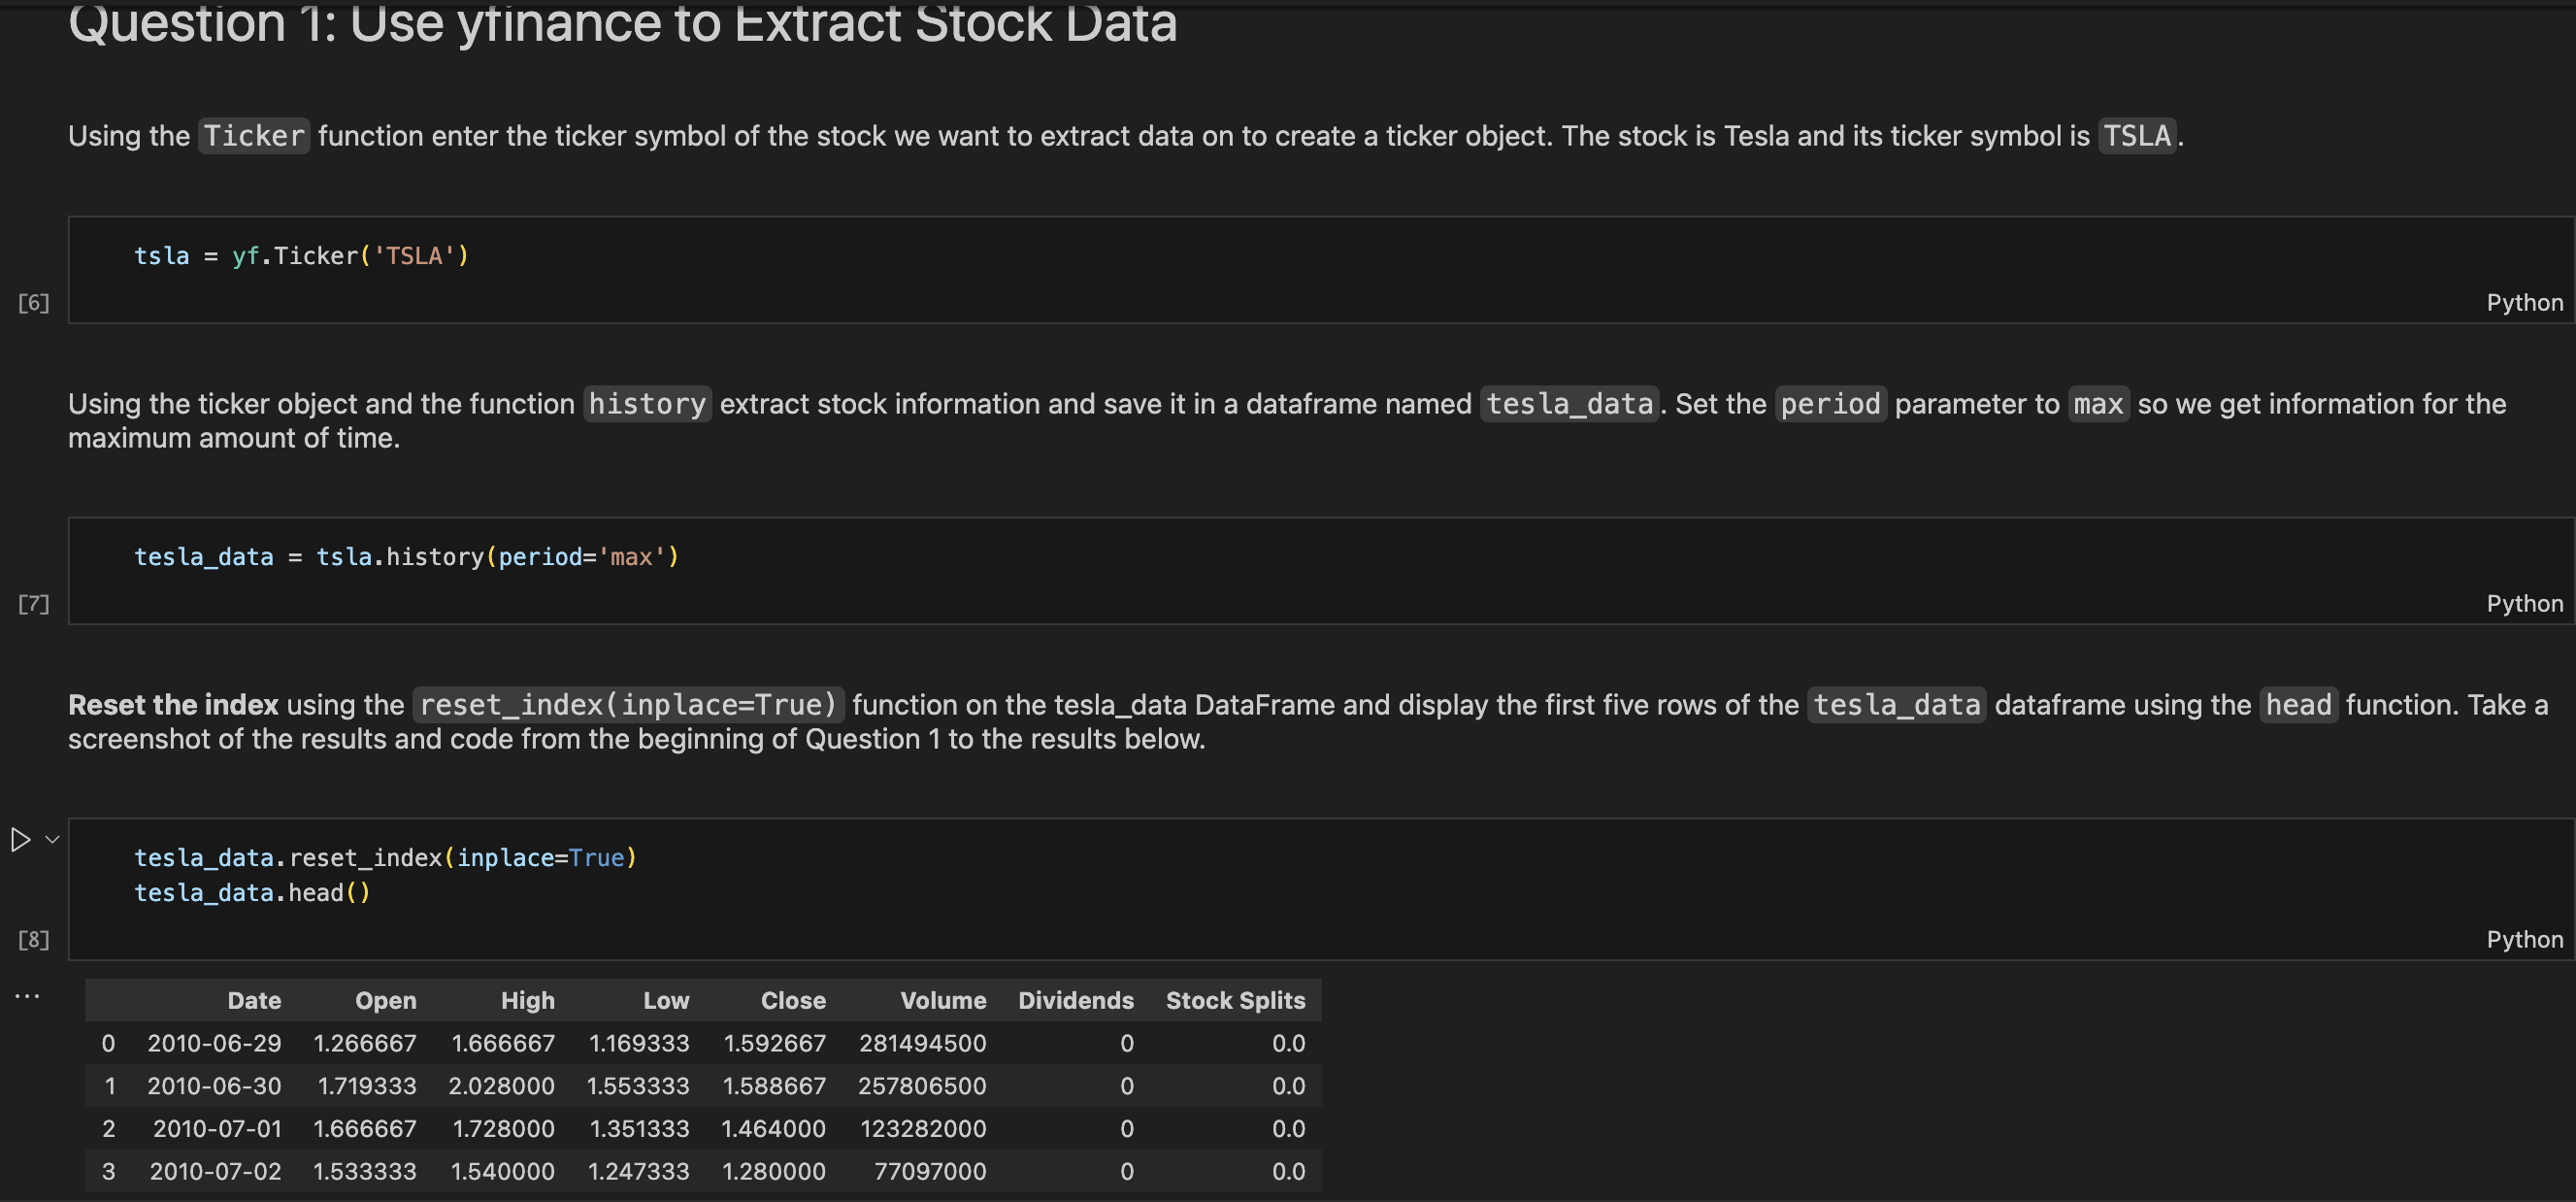 Question 1: Use yfinance to Extract Stock Data
Using the Ticker function enter the ticker symbol of the stock we want to extract data on to create a ticker object. The stock is Tesla and its ticker symbol is TSLA.
tsla = yf.Ticker('TSLA')
[6]
Python
Using the ticker object and the function history extract stock information and save it in a dataframe named tesla_data. Set the period parameter to max so we get information for the
maximum amount of time.
tesla_data = tsla.history(period='max')
[7]
Python
Reset the index using the reset_index(inplace=True) function on the tesla_data DataFrame and display the first five rows of the tesla_data dataframe using the head function. Take a
screenshot of the results and code from the beginning of Question 1 to the results below.
tesla_data.reset_index(inplace=True)
tesla_data.head()
[8]
Python
...
Date Open High Low Close Volume Dividends Stock Splits
0 2010-06-29 1.266667 1.666667 1.169333 1.592667 281494500 0 0.0
1 2010-06-30 1.719333 2.028000 1.553333 1.588667 257806500 0 0.0
2 2010-07-01 1.666667 1.728000 1.351333 1.464000 123282000 0 0.0
3 2010-07-02 1.533333 1.540000 1.247333 1.280000 77097000 0 0.0